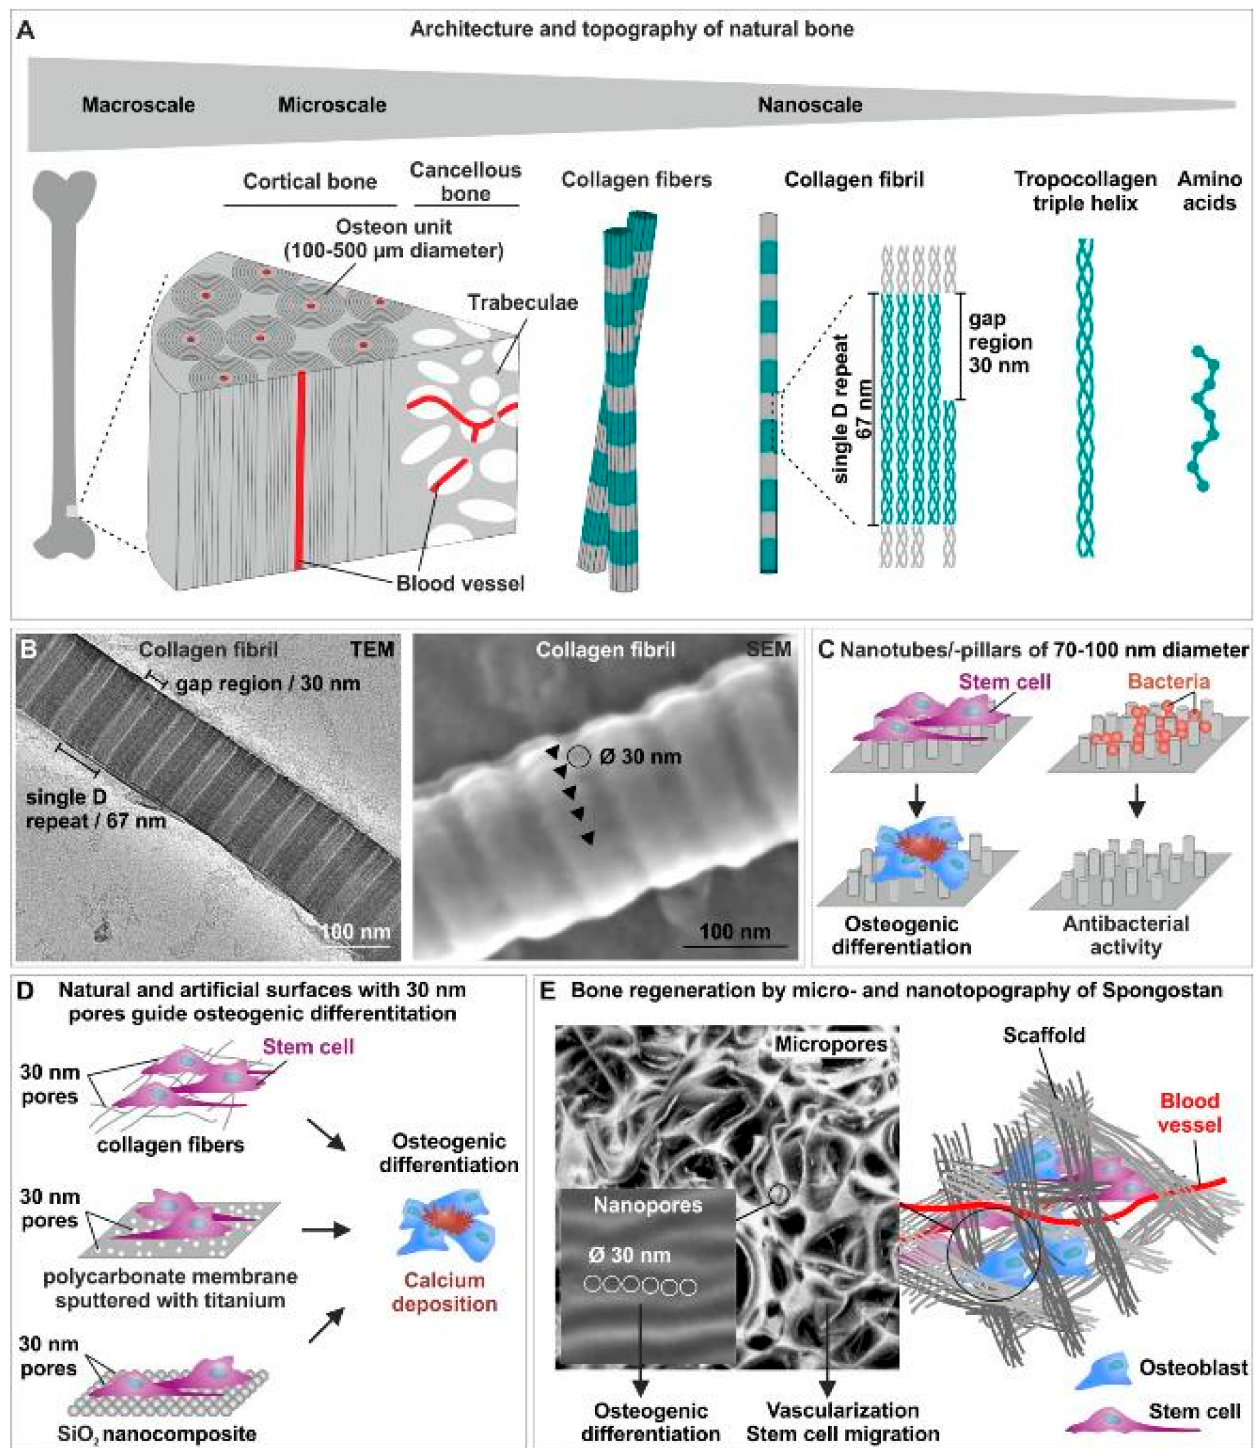 A
Architecture and topography of natural bone
Macroscale
Microscale
Nanoscale
Cortical bone
Cancellous
bone
Osteon unit
(100-500 µm diameter)
Trabeculae
Blood vessel
Collagen fibers
Collagen fibril
single D repeat
67 nm
gap
region
30 nm
Tropocollagen
triple helix
Amino
acids
B
Collagen fibril
TEM
gap region / 30 nm
single D
repeat / 67 nm
100 nm
Collagen fibril
SEM
Ø 30 nm
100 nm
C
Nanotubes/-pillars of 70-100 nm diameter
Stem cell
Bacteria
Osteogenic
differentiation
Antibacterial
activity
D
Natural and artificial surfaces with 30 nm
pores guide osteogenic differentitation
Stem cell
30 nm
pores
collagen fibers
30 nm
pores
polycarbonate membrane
sputtered with titanium
30 nm
pores
SiO₂ nanocomposite
Osteogenic
differentiation
Calcium
deposition
E
Bone regeneration by micro- and nanotopography of Spongostan
Micropores
Nanopores
Ø 30 nm
Osteogenic
differentiation
Vascularization
Stem cell migration
Scaffold
Blood
vessel
Osteoblast
Stem cell